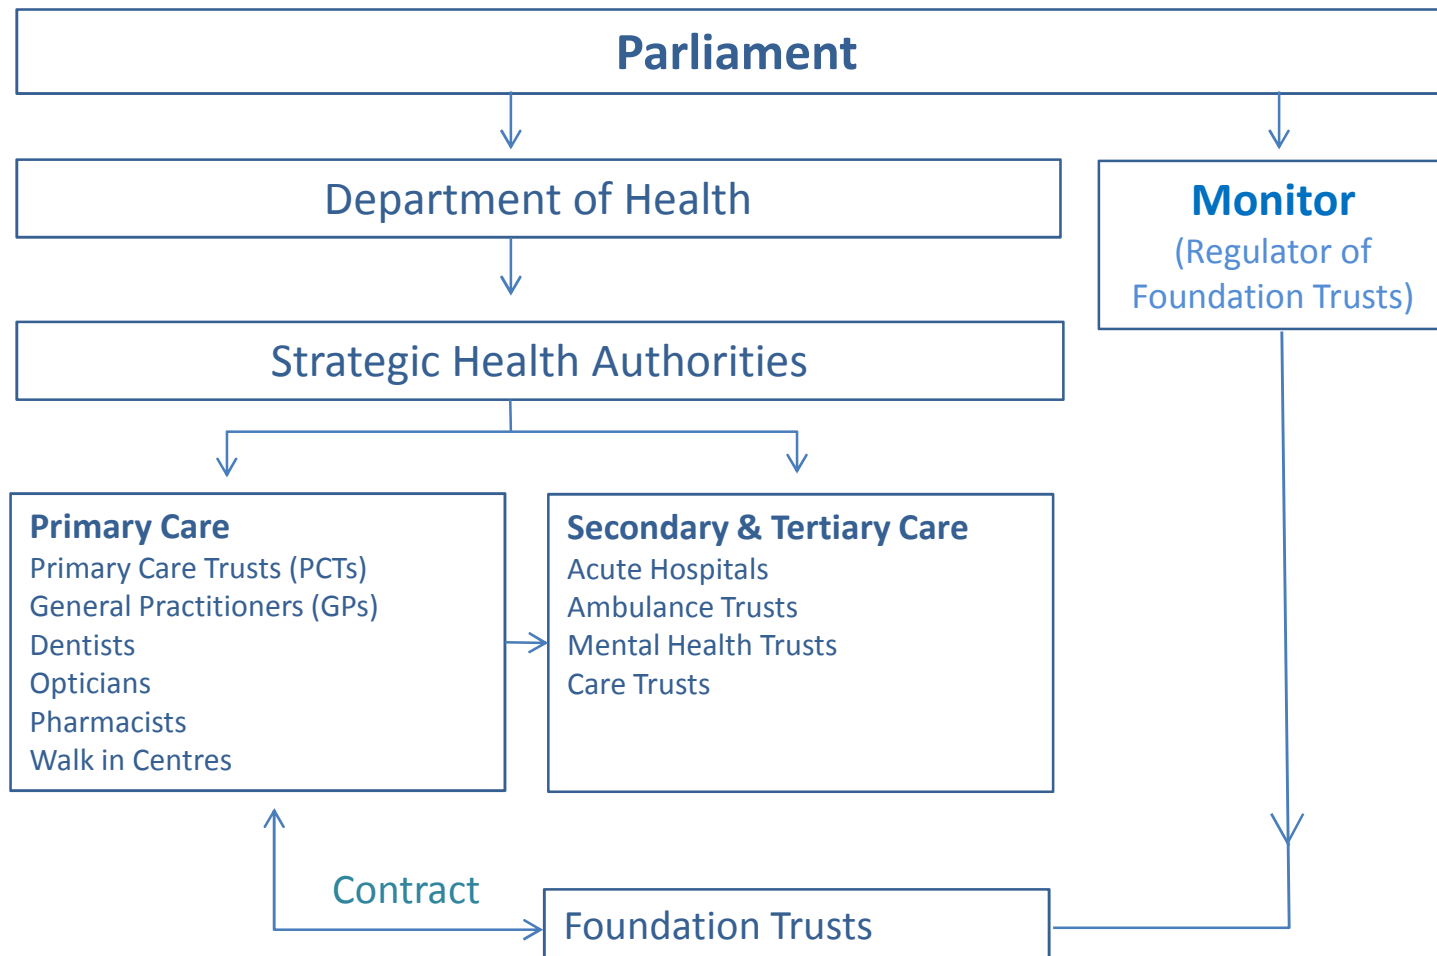 Parliament
Department of Health
Monitor
(Regulator of
Foundation Trusts)
Strategic Health Authorities
Primary Care
Primary Care Trusts (PCTs)
General Practitioners (GPs)
Dentists
Opticians
Pharmacists
Walk in Centres
Secondary & Tertiary Care
Acute Hospitals
Ambulance Trusts
Mental Health Trusts
Care Trusts
Contract
Foundation Trusts